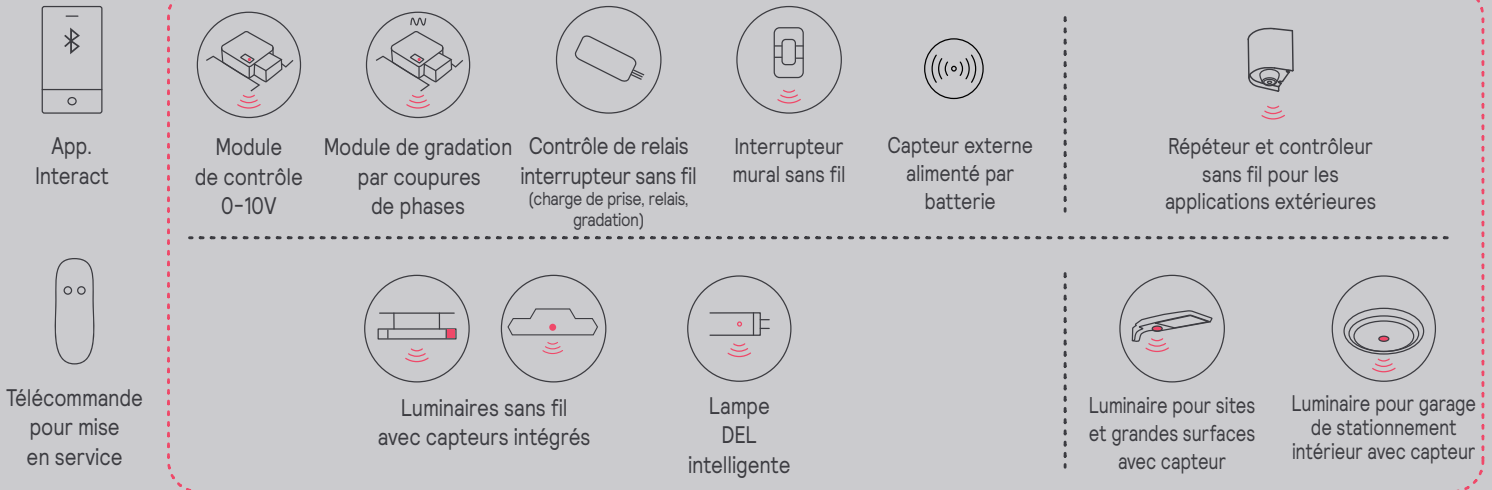 App.
Interact
Module
de contrôle
0-10V
Module de gradation
par coupures
de phases
Contrôle de relais
interrupteur sans fil
(charge de prise, relais,
gradation)
Interrupteur
mural sans fil
Capteur externe
alimenté par
batterie
Répéteur et contrôleur
sans fil pour les
applications extérieures
Télécommande
pour mise
en service
Luminaires sans fil
avec capteurs intégrés
Lampe
DEL
intelligente
Luminaire pour sites
et grandes surfaces
avec capteur
Luminaire pour garage
de stationnement
intérieur avec capteur